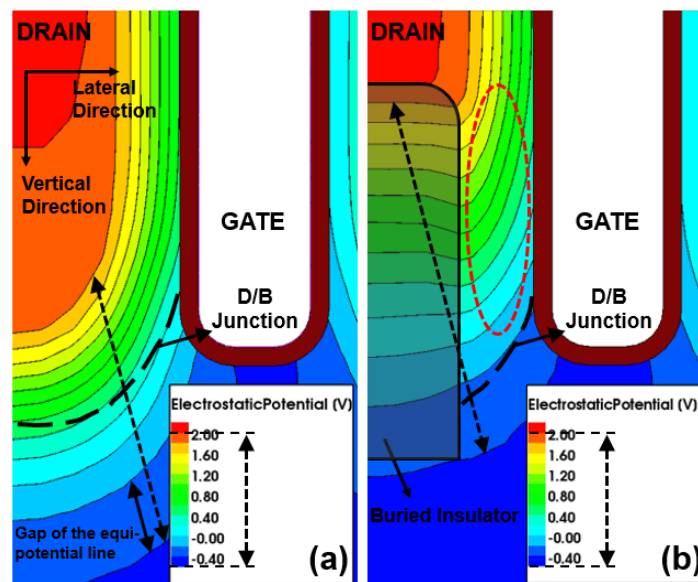 DRAIN
Lateral
Direction
Vertical
Direction
GATE
D/B
Junction
ElectrostaticPotential (V)
2.00
1.60
1.20
0.80
0.40
-0.00
-0.40
Gap of the equi-
potential line
(a)
DRAIN
GATE
D/B
Junction
ElectrostaticPotential (V)
2.00
1.60
1.20
0.80
0.40
-0.00
-0.40
Buried Insulator
(b)